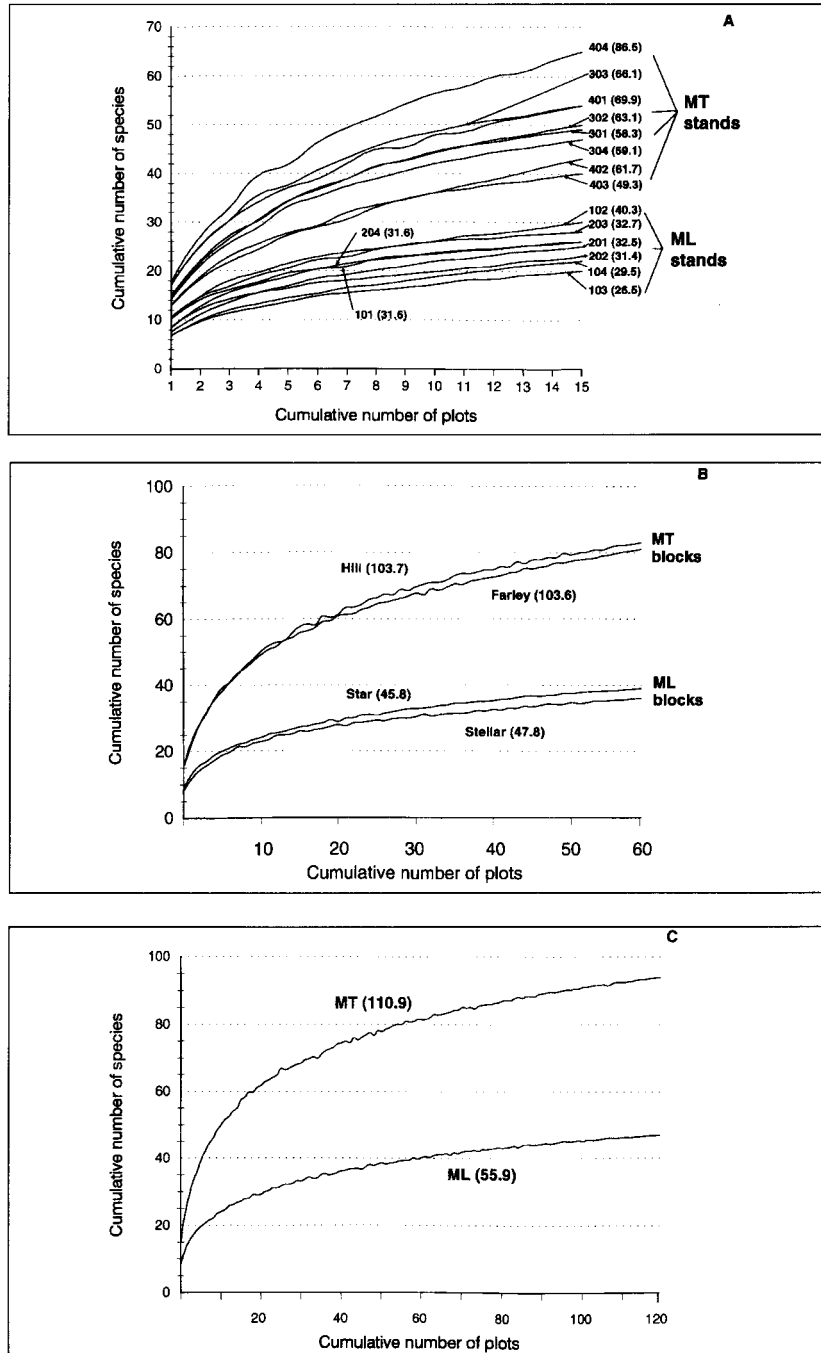 A
70
60
50
40
30
20
10
0
Cumulative number of species
1 2 3 4 5 6 7 8 9 10 11 12 13 14 15
Cumulative number of plots
404 (86.5)
303 (66.1)
401 (69.9)
302 (63.1)
301 (58.3)
304 (59.1)
402 (61.7)
403 (49.3)
MT
stands
102 (40.3)
203 (32.7)
201 (32.5)
202 (31.4)
104 (29.5)
103 (26.5)
ML
stands
204 (31.6)
101 (31.6)
B
100
80
60
40
20
0
Cumulative number of species
10 20 30 40 50 60
Cumulative number of plots
Hill (103.7)
Farley (103.6)
MT
blocks
Star (45.8)
Stellar (47.8)
ML
blocks
C
100
80
60
40
20
0
Cumulative number of species
20 40 60 80 100 120
Cumulative number of plots
MT (110.9)
ML (55.9)